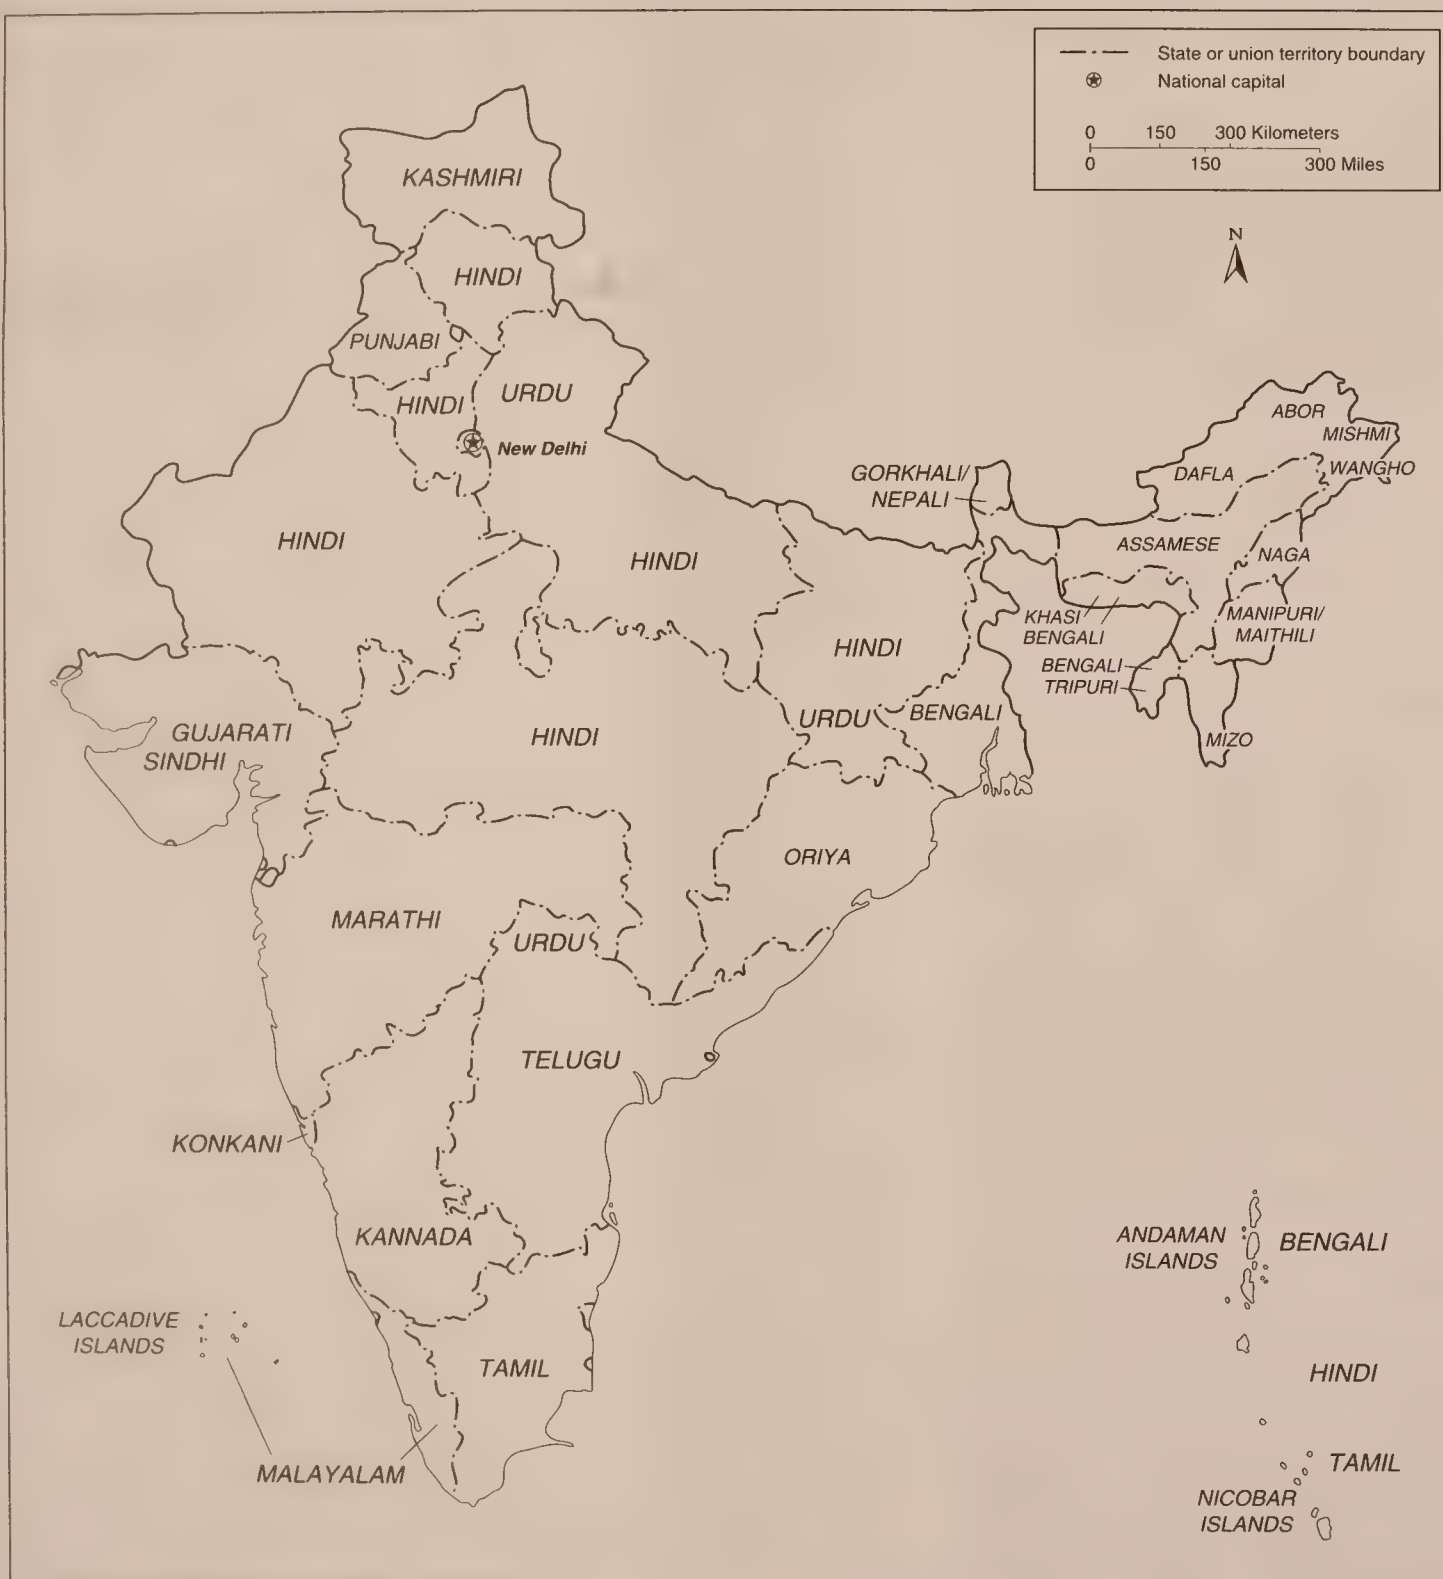 State or union territory boundary
National capital
0 150 300 Kilometers
0 150 300 Miles
N
KASHMIRI
HINDI
PUNJABI
HINDI
URDU
New Delhi
ABOR
MISHMI
DAFLA
WANGHO
GORKHALI/
NEPALI
ASSAMESE
NAGA
HINDI
HINDI
KHASI
BENGALI
MANIPURI/
MAITHILI
HINDI
BENGALI
TRIPURI
MIZO
GUJARATI
SINDHI
HINDI
URDU
BENGALI
ORIYA
MARATHI
URDU
TELUGU
KONKANI
KANNADA
ANDAMAN
ISLANDS
BENGALI
LACCADIVE
ISLANDS
TAMIL
HINDI
MALAYALAM
TAMIL
NICOBAR
ISLANDS